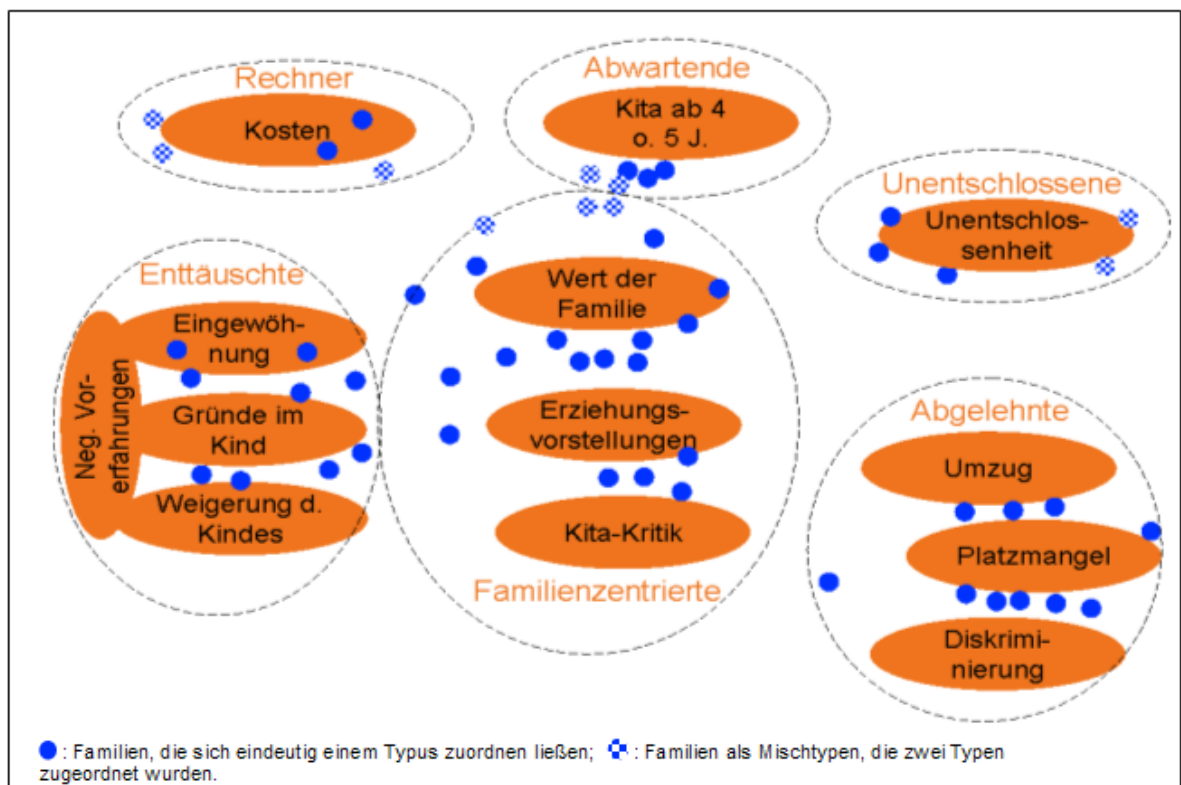 Rechner
Kosten
Abwartende
Kita ab 4
o. 5 J.
Unentschlossene
Unentschlos-
senheit
Enttäuschte
Neg. Vor-
erfahrungen
Eingewöh-
nung
Gründe im
Kind
Weigerung d.
Kindes
Wert der
Familie
Erziehungs-
vorstellungen
Kita-Kritik
Familienzentrierte
Abgelehnte
Umzug
Platzmangel
Diskrimi-
nierung
: Familien, die sich eindeutig einem Typus zuordnen ließen; : Familien als Mischtypen, die zwei Typen
zugeordnet wurden.